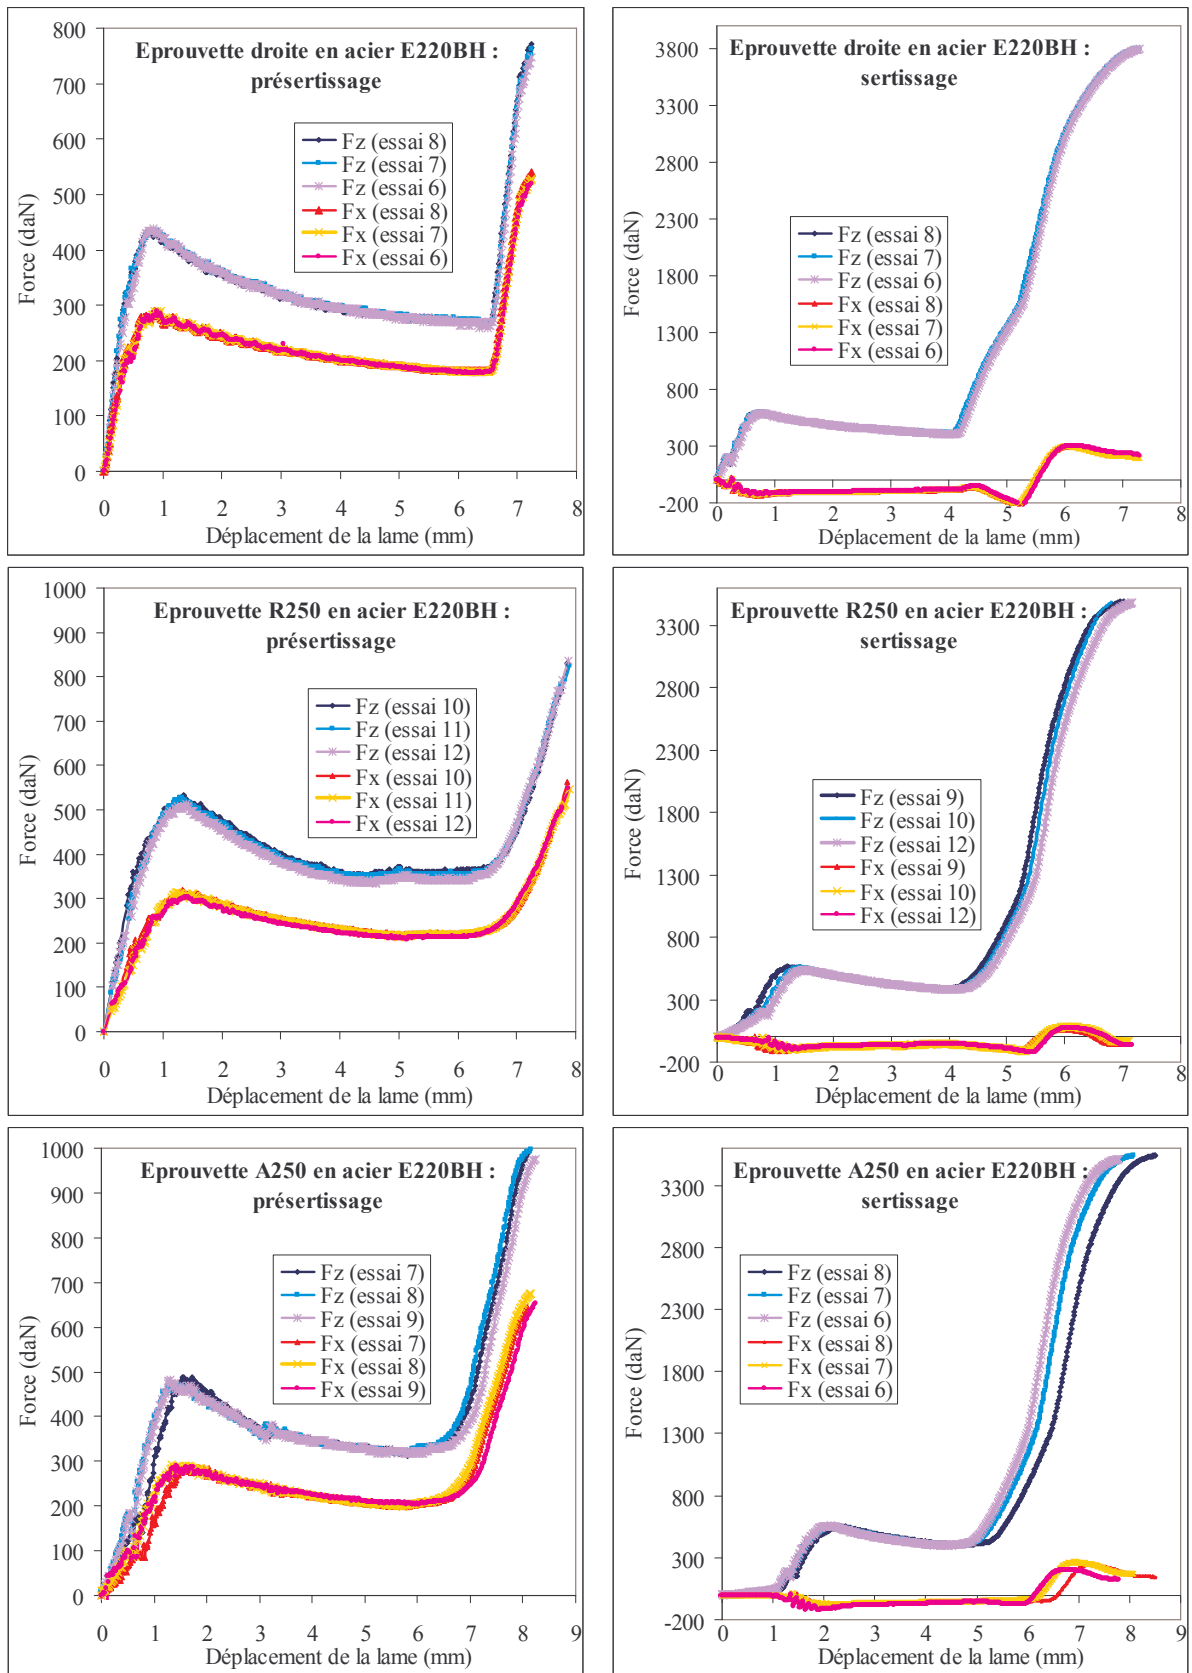 Eprouvette droite en acier E220BH :
présertissage
Force (daN)
800
700
600
500
400
300
200
100
0
Fz (essai 8)
Fz (essai 7)
Fz (essai 6)
Fx (essai 8)
Fx (essai 7)
Fx (essai 6)
0 1 2 3 4 5 6 7 8
Déplacement de la lame (mm)
Eprouvette droite en acier E220BH :
sertissage
Force (daN)
3800
3300
2800
2300
1800
1300
800
300
-200
Fz (essai 8)
Fz (essai 7)
Fz (essai 6)
Fx (essai 8)
Fx (essai 7)
Fx (essai 6)
0 1 2 3 4 5 6 7 8
Déplacement de la lame (mm)
Eprouvette R250 en acier E220BH :
présertissage
Force (daN)
1000
900
800
700
600
500
400
300
200
100
0
Fz (essai 10)
Fz (essai 11)
Fz (essai 12)
Fx (essai 10)
Fx (essai 11)
Fx (essai 12)
0 1 2 3 4 5 6 7 8
Déplacement de la lame (mm)
Eprouvette R250 en acier E220BH :
sertissage
Force (daN)
3300
2800
2300
1800
1300
800
300
-200
Fz (essai 9)
Fz (essai 10)
Fz (essai 12)
Fx (essai 9)
Fx (essai 10)
Fx (essai 12)
0 1 2 3 4 5 6 7 8
Déplacement de la lame (mm)
Eprouvette A250 en acier E220BH :
présertissage
Force (daN)
1000
900
800
700
600
500
400
300
200
100
0
Fz (essai 7)
Fz (essai 8)
Fz (essai 9)
Fx (essai 7)
Fx (essai 8)
Fx (essai 9)
0 1 2 3 4 5 6 7 8 9
Déplacement de la lame (mm)
Eprouvette A250 en acier E220BH :
sertissage
Force (daN)
3300
2800
2300
1800
1300
800
300
-200
Fz (essai 8)
Fz (essai 7)
Fz (essai 6)
Fx (essai 8)
Fx (essai 7)
Fx (essai 6)
0 1 2 3 4 5 6 7 8 9
Déplacement de la lame (mm)